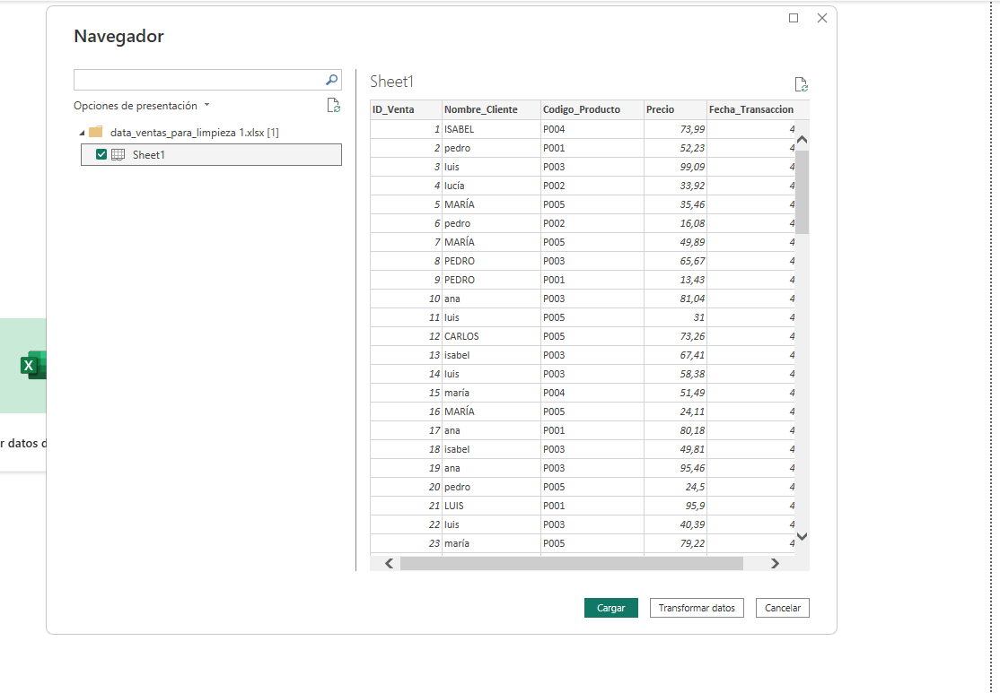 Navegador
Opciones de presentación
data_ventas_para_limpieza 1.xlsx [1]
Sheet1
Sheet1
ID_Venta Nombre_Cliente Codigo_Producto Precio Fecha_Transaccion
1 ISABEL P004 73,99 4
2 pedro P001 52,23 4
3 luis P003 99,09 4
4 lucía P002 33,92 4
5 MARÍA P005 35,46 4
6 pedro P002 16,08 4
7 MARÍA P005 49,89 4
8 PEDRO P003 65,67 4
9 PEDRO P001 13,43 4
10 ana P003 81,04 4
11 luis P005 31 4
12 CARLOS P005 73,26 4
13 isabel P003 67,41 4
14 luis P003 58,38 4
15 maría P004 51,49 4
16 MARÍA P005 24,11 4
17 ana P001 80,18 4
18 isabel P003 49,81 4
19 ana P003 95,46 4
20 pedro P005 24,5 4
21 LUIS P001 95,9 4
22 luis P003 40,39 4
23 maría P005 79,22 4
X
r datos d
Cargar Transformar datos Cancelar